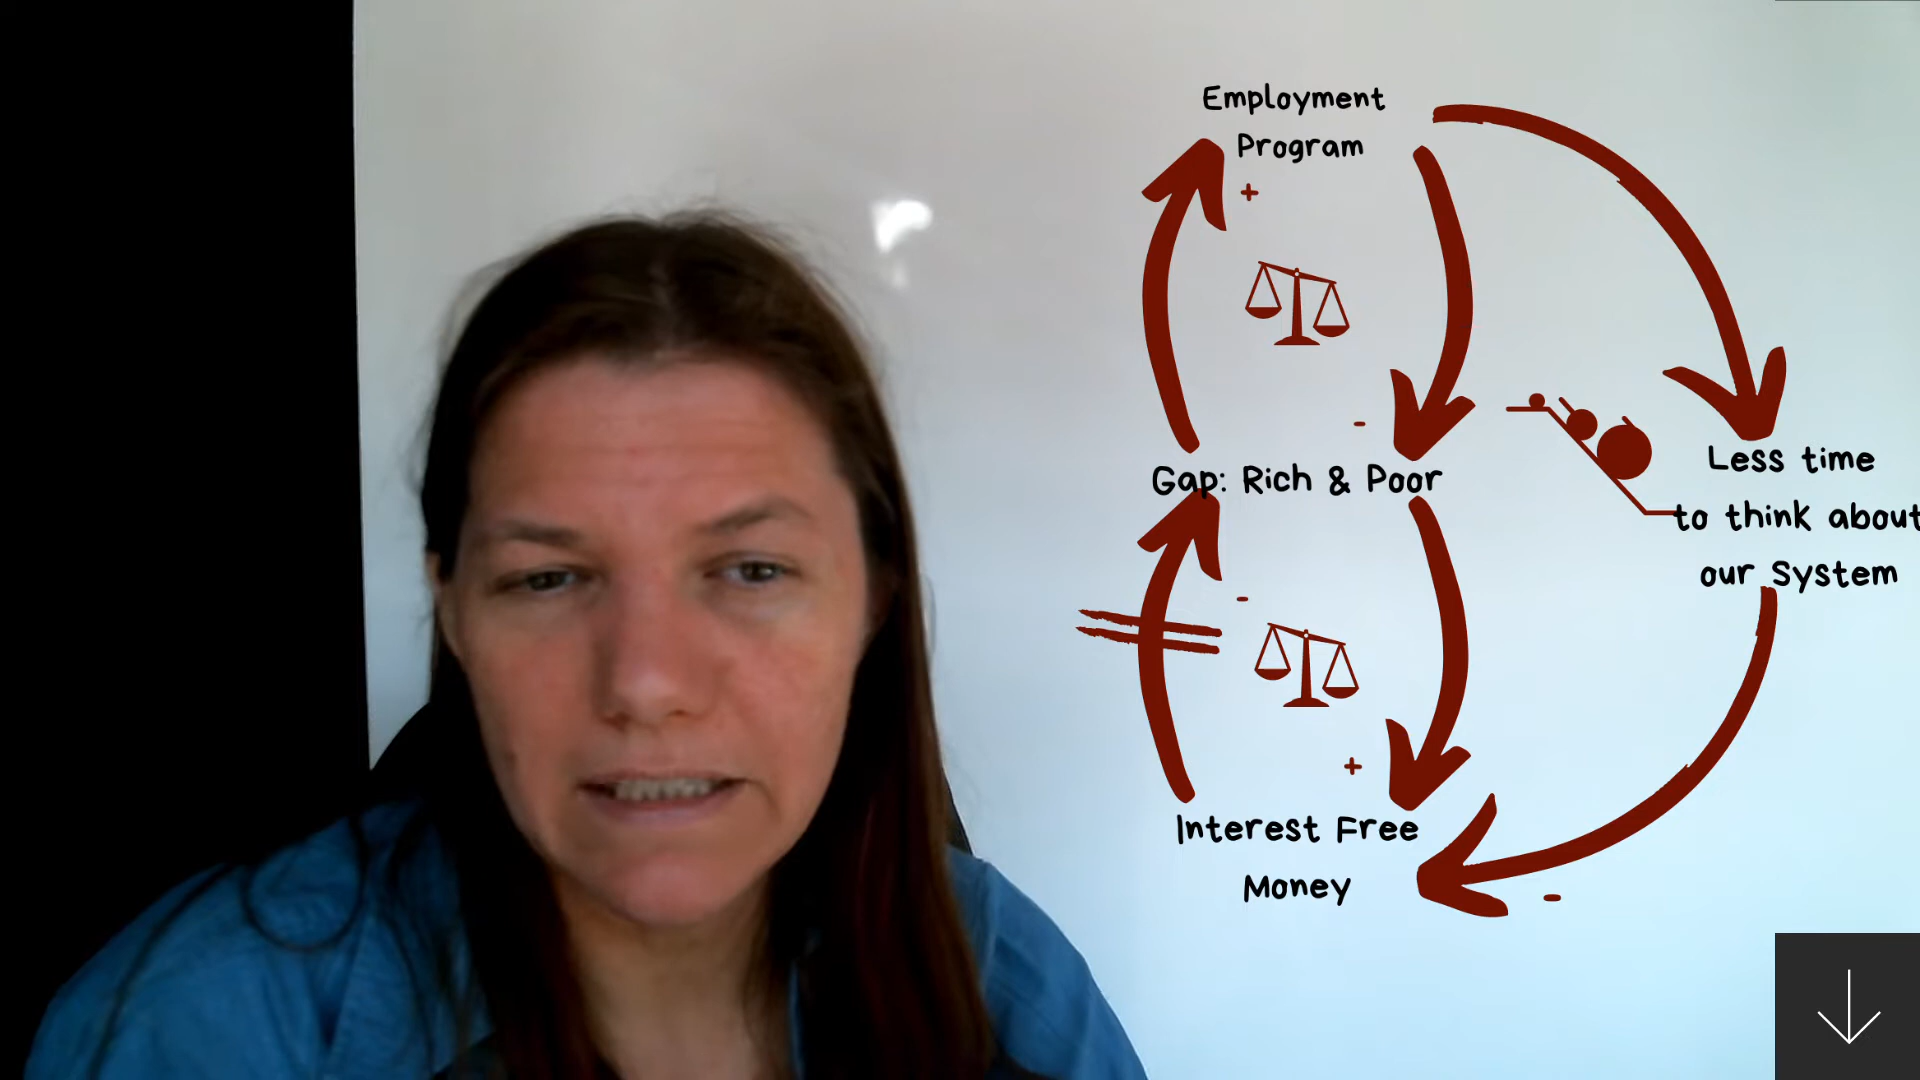 Employment
Program
+
-
Gap: Rich & Poor
Less time
to think about
our System
-
+
Interest Free
Money
-